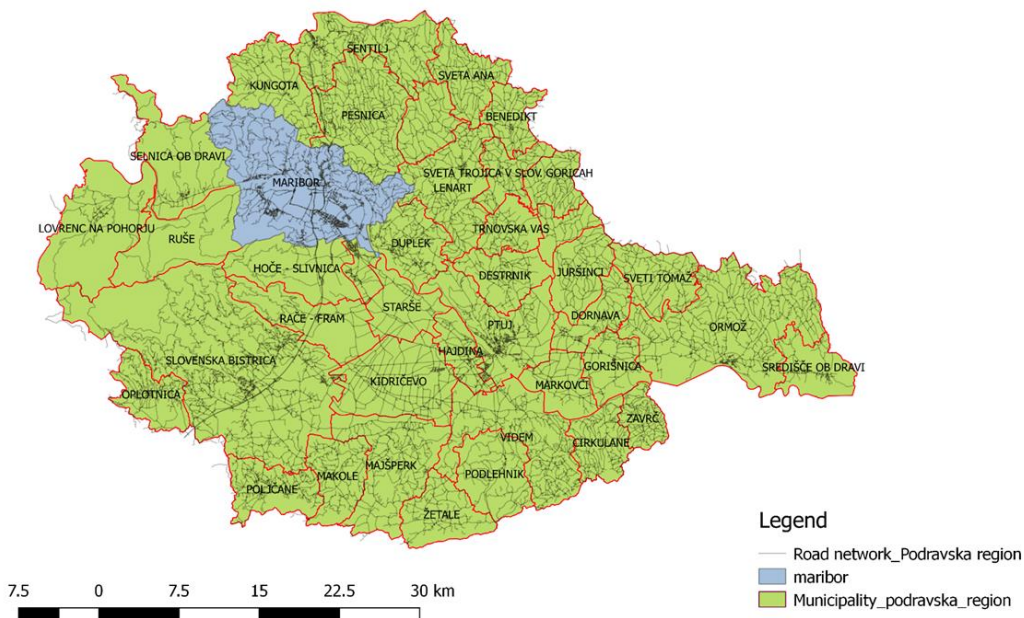 ŠENTILJ
KUNGOTA
SVETA ANA
PESNICA
BENEDIKT
SELNICA OB DRAVI
MARIBOR
SVETA TROJICA V SLOV. GORICAH
LENART
LOVRENC NA POHORJU
RUŠE
DUPLEK
TRNOVSKA VAS
HOČE - SLIVNICA
DESTRNIK
JURŠINCI
SVETI TOMAŽ
STARŠE
RAČE - FRAM
DORNAVA
PTUJ
ORMOŽ
HAJDINA
SLOVENSKA BISTRICA
GORIŠNICA
SREDIŠČE OB DRAVI
KIDRIČEVO
MARKOVCI
OPLOTNICA
ZAVRČ
VIDEM
CIRKULANE
MAJŠPERK
PODLEHNIK
MAKOLE
POLJČANE
ŽETALE
Legend
Road network_Podravska region
maribor
Municipality_podravska_region
7.5 0 7.5 15 22.5 30 km